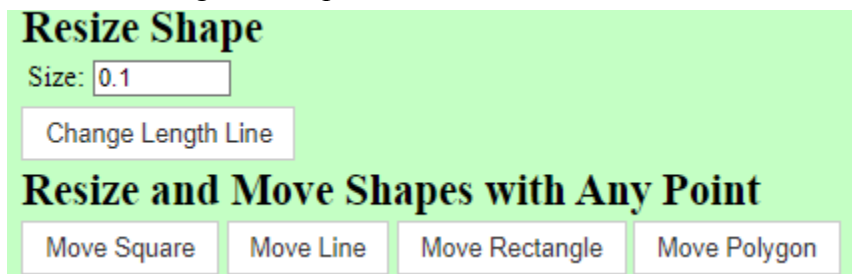 Resize Shape
Size: 0.1
Change Length Line
Resize and Move Shapes with Any Point
Move Square Move Line Move Rectangle Move Polygon